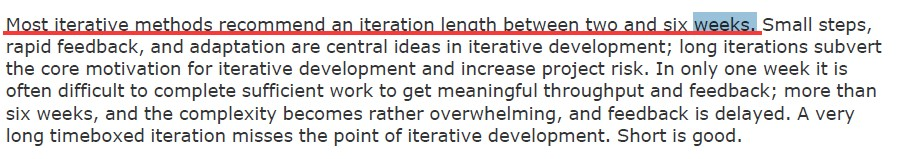 Most iterative methods recommend an iteration length between two and six weeks. Small steps,
rapid feedback, and adaptation are central ideas in iterative development; long iterations subvert
the core motivation for iterative development and increase project risk. In only one week it is
often difficult to complete sufficient work to get meaningful throughput and feedback; more than
six weeks, and the complexity becomes rather overwhelming, and feedback is delayed. A very
long timeboxed iteration misses the point of iterative development. Short is good.